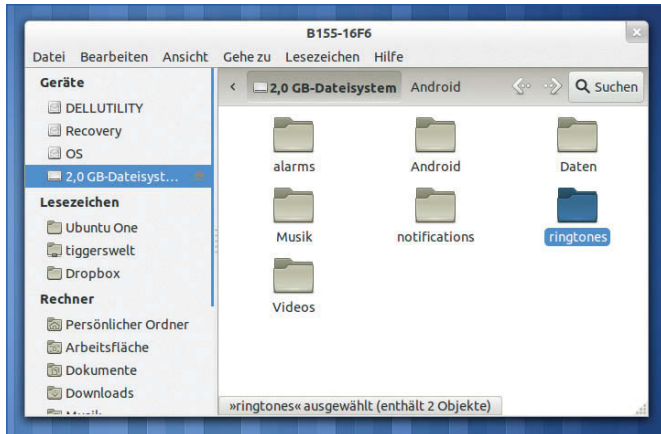 B155-16F6
Datei Bearbeiten Ansicht Gehe zu Lesezeichen Hilfe
Geräte
DELLUTILITY
Recovery
OS
2,0 GB-Dateisyst...
Lesezeichen
Ubuntu One
tiggerswelt
Dropbox
Rechner
Persönlicher Ordner
Arbeitsfläche
Dokumente
Downloads
2,0 GB-Dateisystem Android Suchen
alarms Android Daten
Musik notifications ringtones
Videos
»ringtones« ausgewählt (enthält 2 Objekte)